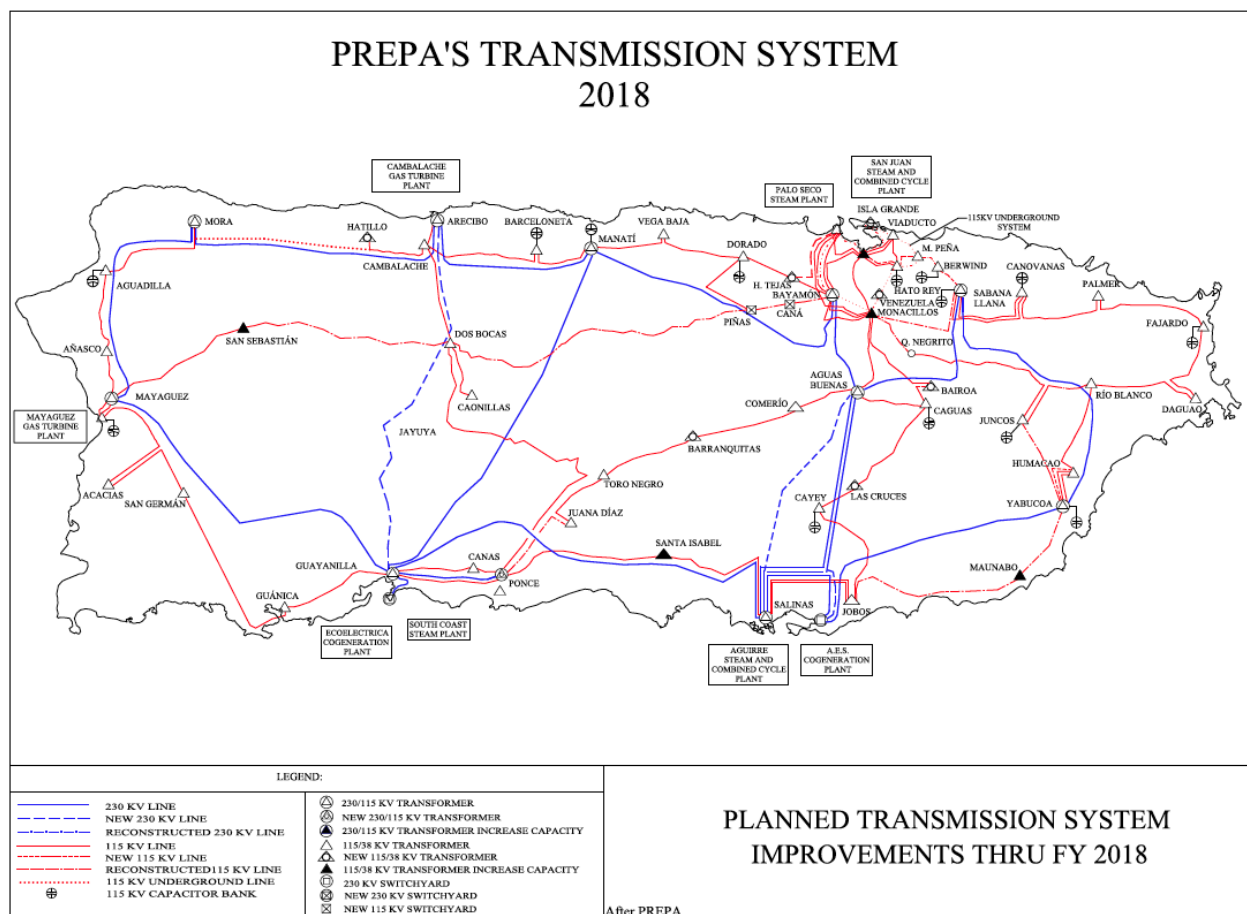 PREPA'S TRANSMISSION SYSTEM
2018
CAMBALACHE
GAS TURBINE
PLANT
SAN JUAN
STEAM AND
COMBINED CYCLE
PLANT
PALO SECO
STEAM PLANT
ISLA GRANDE
VIADUCTO
115KV UNDERGROUND
SYSTEM
MORA
HATILLO
ARECIBO
BARCELONETA
MANATÍ
VEGA BAJA
DORADO
M. PEÑA
BERWIND
CANOVANAS
CAMBALACHE
AGUADILLA
H. TEJAS
BAYAMÓN
HATO REY
VENEZUELA
MONACILLOS
SABANA
LLANA
PALMER
FAJARDO
PIÑAS
CANÁ
SAN SEBASTIÁN
DOS BOCAS
AÑASCO
Q. NEGRITO
MAYAGUEZ
CAONILLAS
AGUAS
BUENAS
COMERÍO
BAIROA
CAGUAS
RÍO BLANCO
DAGUAO
MAYAGUEZ
GAS TURBINE
PLANT
JAYUYA
BARRANQUITAS
JUNCOS
HUMACAO
ACACIAS
SAN GERMÁN
TORO NEGRO
JUANA DÍAZ
CAYEY
LAS CRUCES
YABUCOA
SANTA ISABEL
GUAYANILLA
CANAS
PONCE
MAUNABO
GUÁNICA
SALINAS
JOBOS
ECOELECTRICA
COGENERATION
PLANT
SOUTH COAST
STEAM PLANT
AGUIRRE
STEAM AND
COMBINED CYCLE
PLANT
A.E.S.
COGENERATION
PLANT
LEGEND:
230 KV LINE
NEW 230 KV LINE
RECONSTRUCTED 230 KV LINE
115 KV LINE
NEW 115 KV LINE
RECONSTRUCTED115 KV LINE
115 KV UNDERGROUND LINE
115 KV CAPACITOR BANK
230/115 KV TRANSFORMER
NEW 230/115 KV TRANSFORMER
230/115 KV TRANSFORMER INCREASE CAPACITY
115/38 KV TRANSFORMER
NEW 115/38 KV TRANSFORMER
115/38 KV TRANSFORMER INCREASE CAPACITY
230 KV SWITCHYARD
NEW 230 KV SWITCHYARD
NEW 115 KV SWITCHYARD
PLANNED TRANSMISSION SYSTEM
IMPROVEMENTS THRU FY 2018
After PREPA